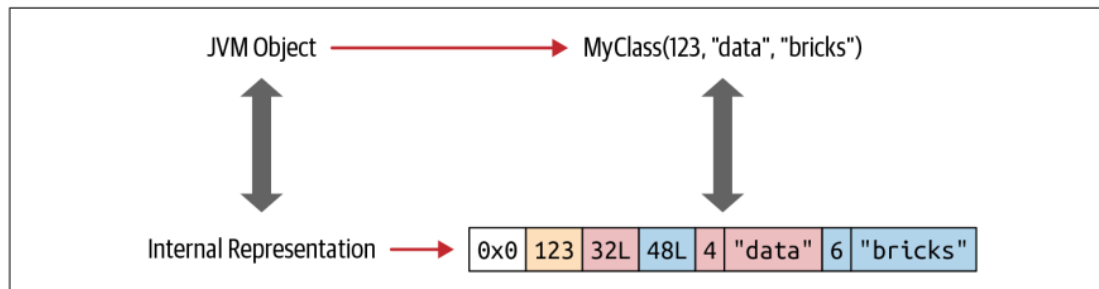 JVM Object MyClass(123, "data", "bricks")
Internal Representation 0x0 123 32L 48L 4 "data" 6 "bricks"